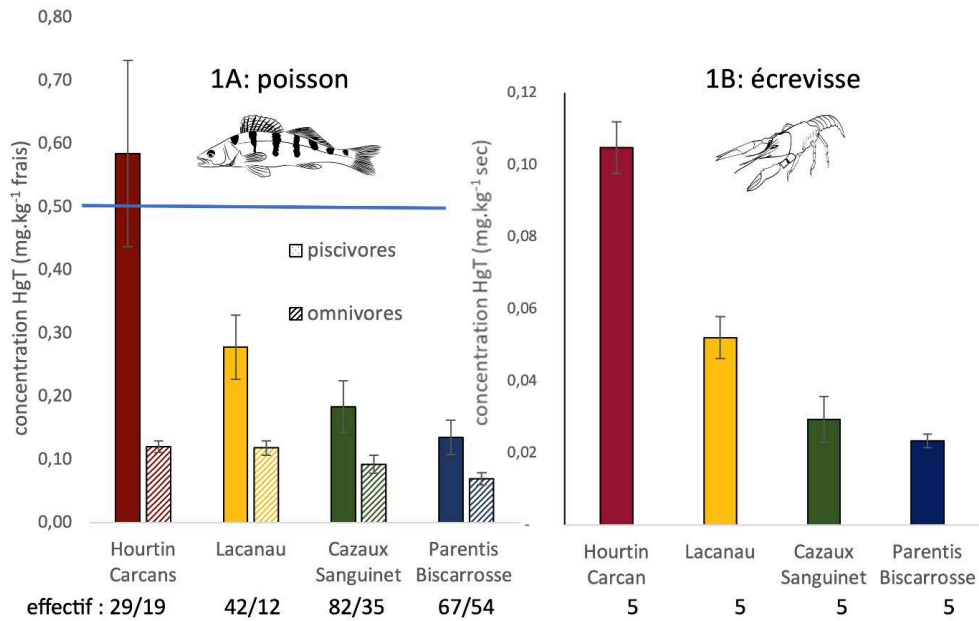 1A: poisson
concentration HgT (mg.kg⁻¹ frais)
0,80
0,70
0,60
0,50
0,40
0,30
0,20
0,10
0,00
piscivores
omnivores
Hourtin
Carcans
Lacanau
Cazaux
Sanguinet
Parentis
Biscarrosse
effectif : 29/19 42/12 82/35 67/54
1B: écrevisse
concentration HgT (mg.kg⁻¹ sec)
0,12
0,10
0,08
0,06
0,04
0,02
-
Hourtin
Carcan
Lacanau
Cazaux
Sanguinet
Parentis
Biscarrosse
5 5 5 5